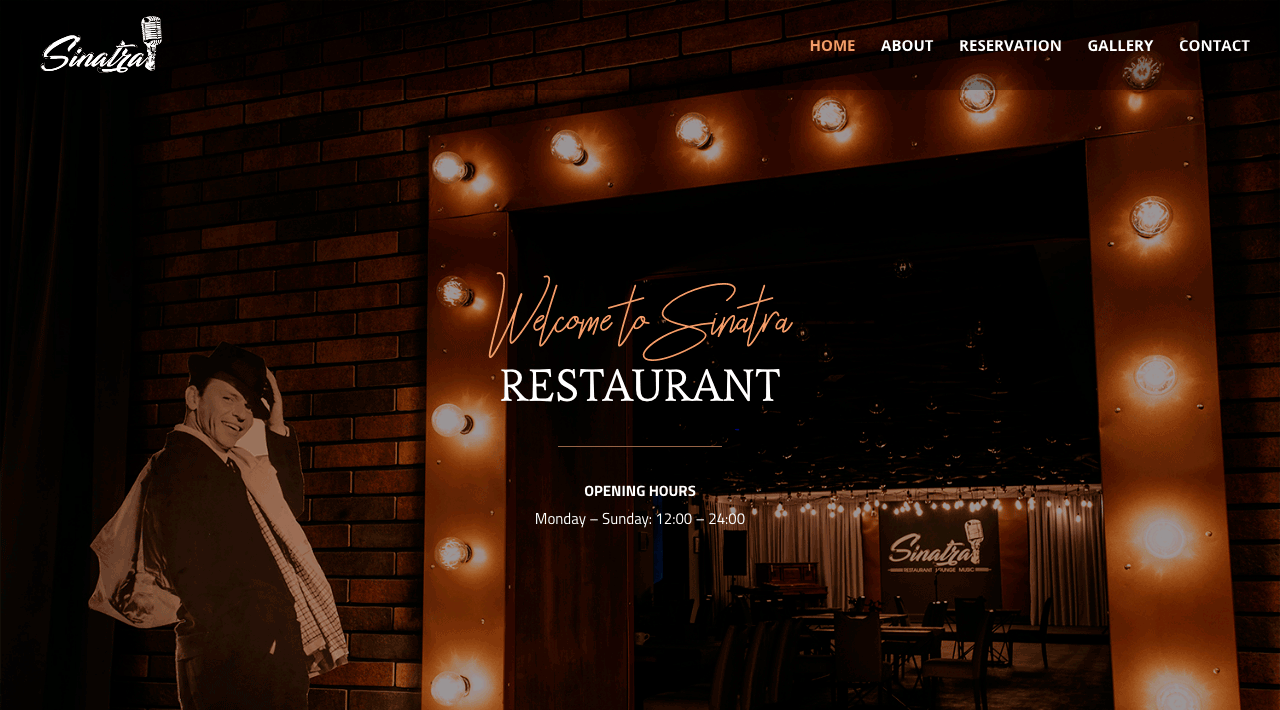 Sinatra
HOME ABOUT RESERVATION GALLERY CONTACT
Welcome to Sinatra
RESTAURANT
OPENING HOURS
Monday – Sunday: 12:00 – 24:00
Sinatra
RESTAURANT LOUNGE MUSIC